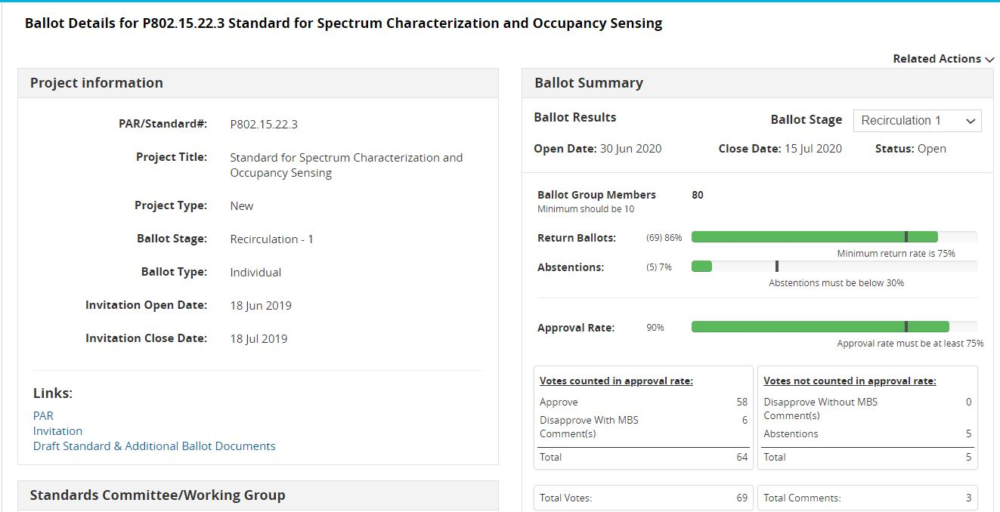 Ballot Details for P802.15.22.3 Standard for Spectrum Characterization and Occupancy Sensing
Related Actions
Project information
PAR/Standard#: P802.15.22.3
Project Title: Standard for Spectrum Characterization and
Occupancy Sensing
Project Type: New
Ballot Stage: Recirculation - 1
Ballot Type: Individual
Invitation Open Date: 18 Jun 2019
Invitation Close Date: 18 Jul 2019
Links:
PAR
Invitation
Draft Standard & Additional Ballot Documents
Standards Committee/Working Group
Ballot Summary
Ballot Results Ballot Stage Recirculation 1
Open Date: 30 Jun 2020 Close Date: 15 Jul 2020 Status: Open
Ballot Group Members 80
Minimum should be 10
Return Ballots: (69) 86%
Minimum return rate is 75%
Abstentions: (5) 7%
Abstentions must be below 30%
Approval Rate: 90%
Approval rate must be at least 75%
Votes counted in approval rate:
Approve 58
Disapprove With MBS 6
Comment(s)
Total 64
Votes not counted in approval rate:
Disapprove Without MBS 0
Comment(s)
Abstentions 5
Total 5
Total Votes: 69
Total Comments: 3